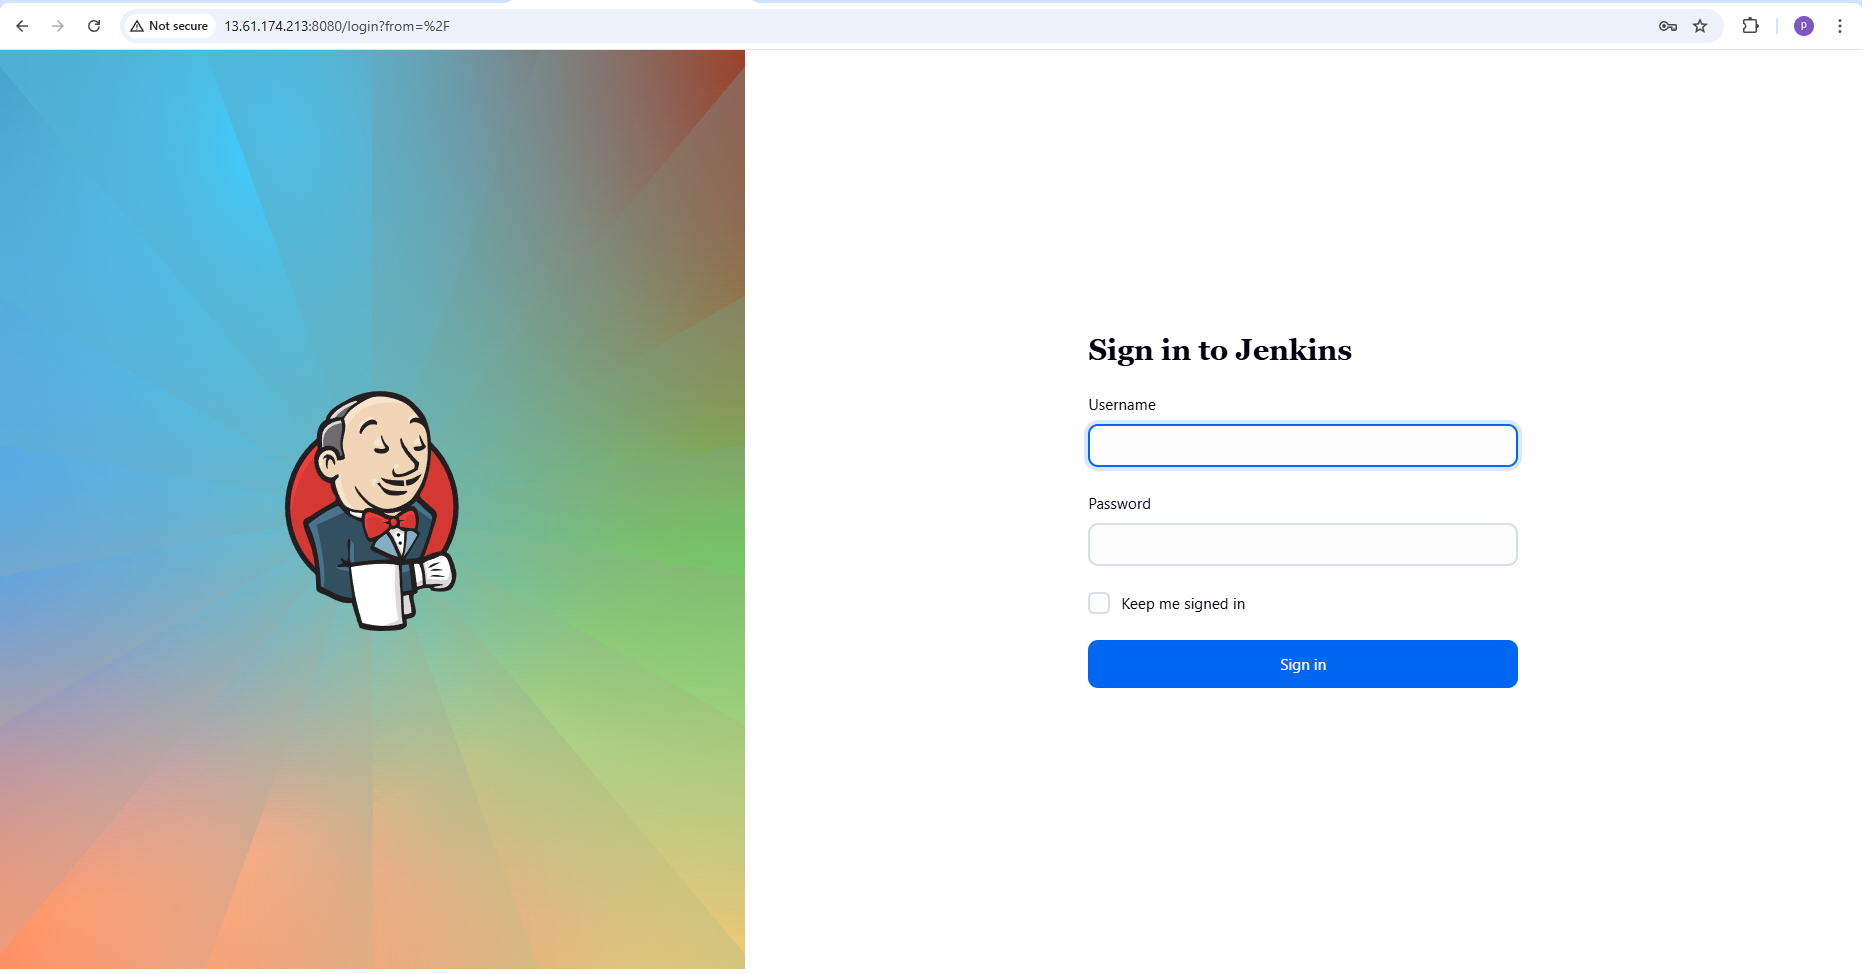 Not secure
13.61.174.213:8080/login?from=%2F
P
Sign in to Jenkins
Username
Password
Keep me signed in
Sign in